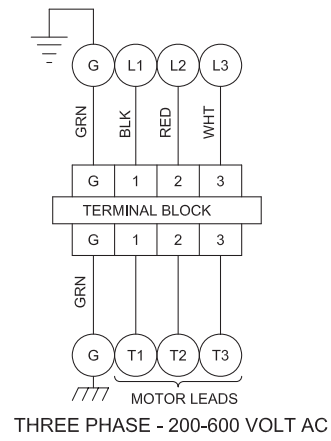 G L1 L2 L3
GRN BLK RED WHT
G 1 2 3
TERMINAL BLOCK
G 1 2 3
GRN
G T1 T2 T3
MOTOR LEADS
THREE PHASE - 200-600 VOLT AC